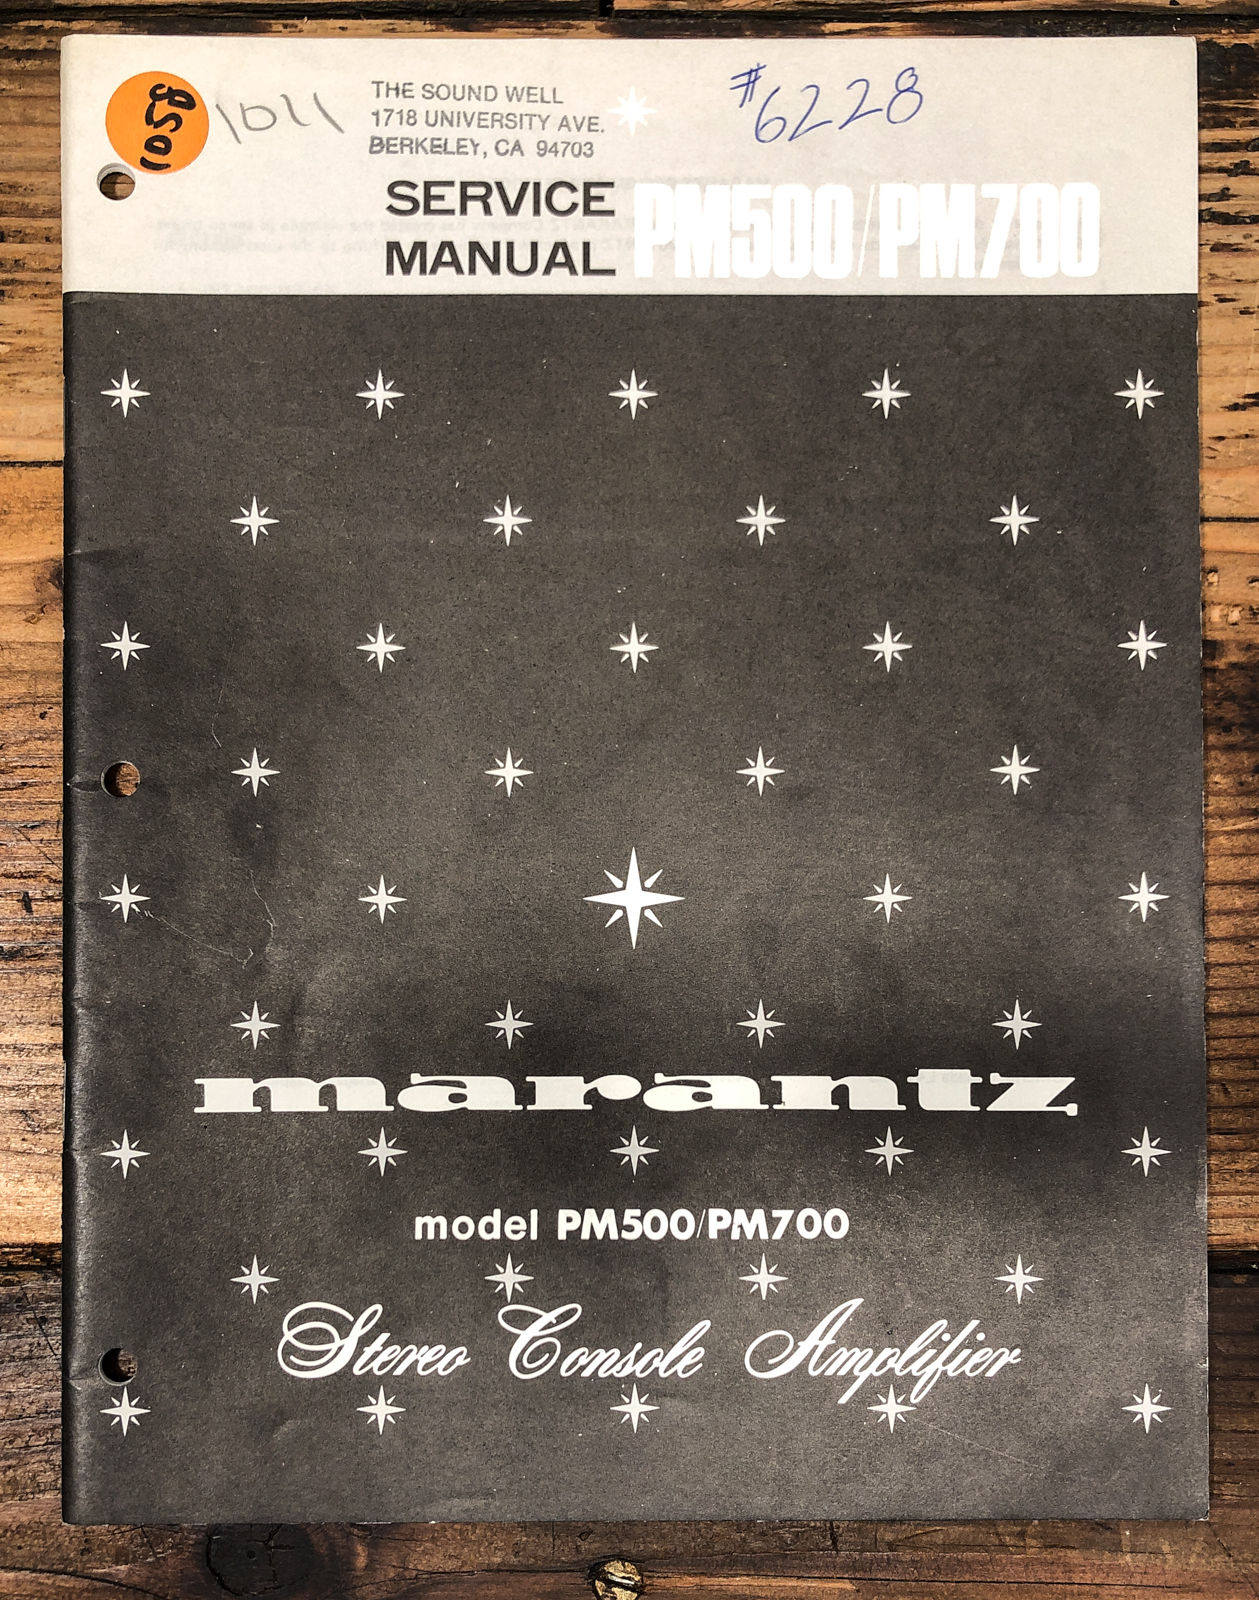 1058
1011
THE SOUND WELL
1718 UNIVERSITY AVE.
BERKELEY, CA 94703
#6228
SERVICE
MANUAL PM500/PM700
marantz
model PM500/PM700
Stereo Console Amplifier